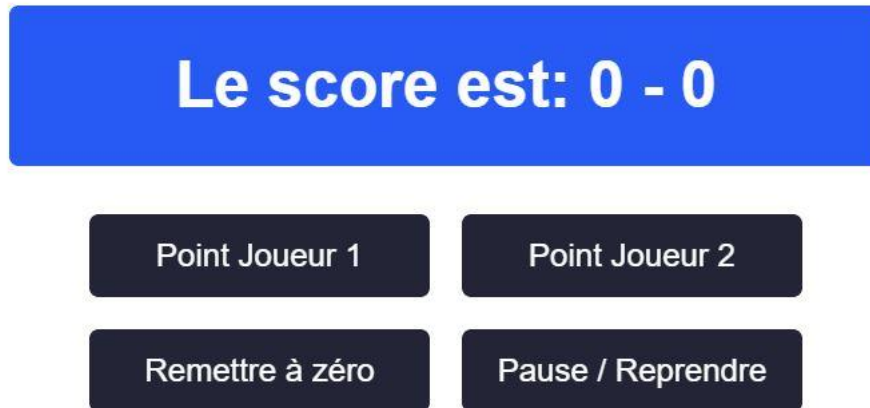 Le score est: 0 - 0
Point Joueur 1
Point Joueur 2
Remettre à zéro
Pause / Reprendre